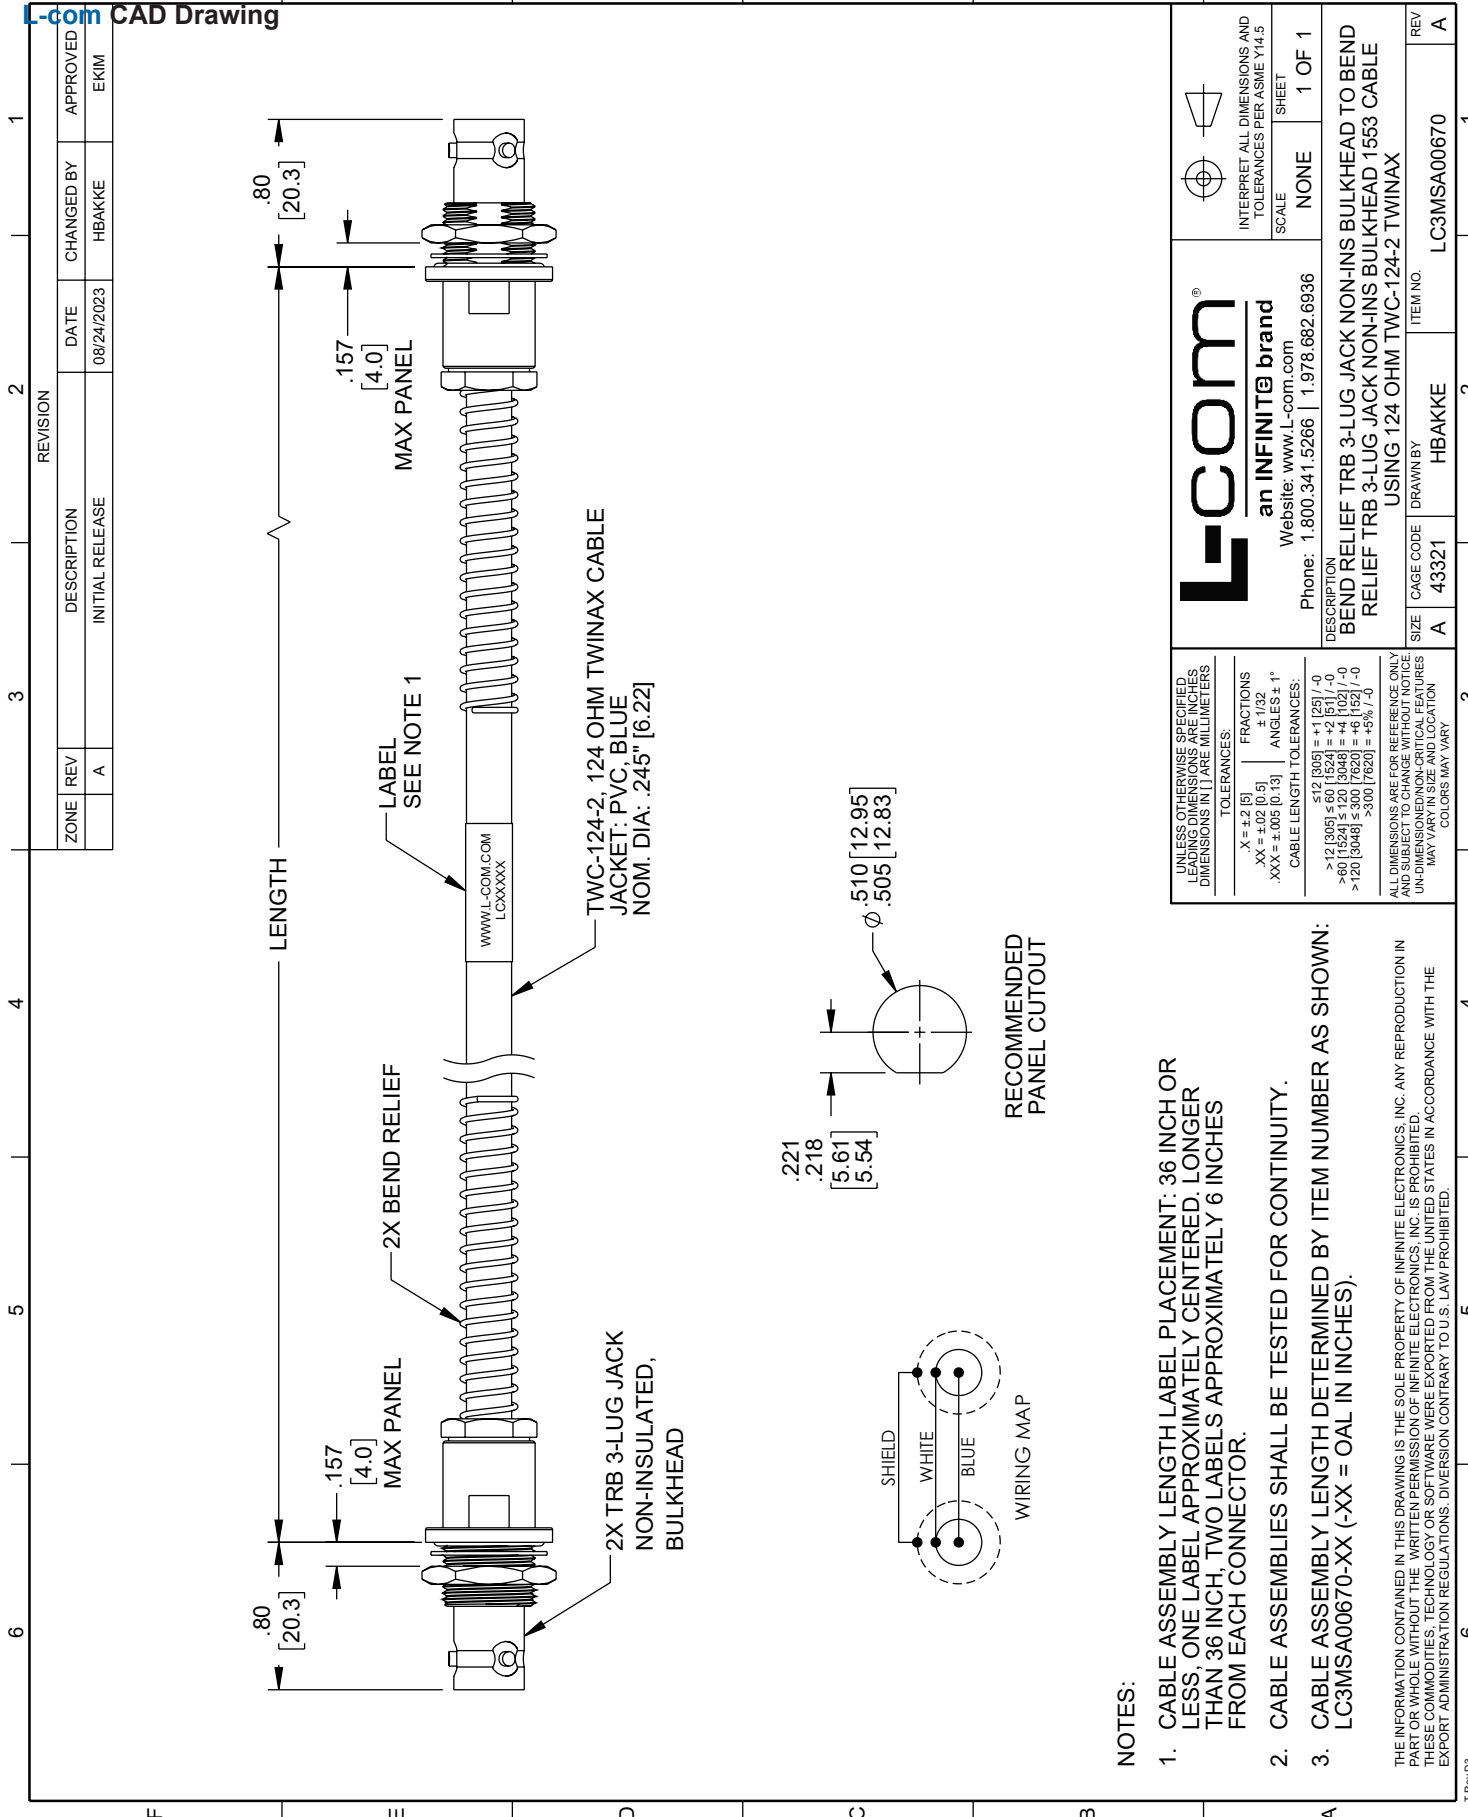 L-com CAD Drawing
REVISION
ZONE REV DESCRIPTION DATE CHANGED BY APPROVED
A INITIAL RELEASE 08/24/2023 HBAKKE EKIM
6 5 4 3 2 1
F
E
D
C
B
A
.80
[20.3]
.157
[4.0]
MAX PANEL
LENGTH
.80
[20.3]
.157
[4.0]
MAX PANEL
2X BEND RELIEF
LABEL
SEE NOTE 1
WWW.L-COM.COM
LCXXXXX
2X TRB 3-LUG JACK
NON-INSULATED,
BULKHEAD
TWC-124-2, 124 OHM TWINAX CABLE
JACKET: PVC, BLUE
NOM. DIA: .245" [6.22]
SHIELD
WHITE
BLUE
WIRING MAP
.221
.218
[5.61]
[5.54]
Ø .510 [12.95]
.505 [12.83]
RECOMMENDED
PANEL CUTOUT
NOTES:
1. CABLE ASSEMBLY LENGTH LABEL PLACEMENT: 36 INCH OR
LESS, ONE LABEL APPROXIMATELY CENTERED. LONGER
THAN 36 INCH, TWO LABELS APPROXIMATELY 6 INCHES
FROM EACH CONNECTOR.
2. CABLE ASSEMBLIES SHALL BE TESTED FOR CONTINUITY.
3. CABLE ASSEMBLY LENGTH DETERMINED BY ITEM NUMBER AS SHOWN:
LC3MSA00670-XX (-XX = OAL IN INCHES).
THE INFORMATION CONTAINED IN THIS DRAWING IS THE SOLE PROPERTY OF INFINITE ELECTRONICS, INC. ANY REPRODUCTION IN
PART OR WHOLE WITHOUT THE WRITTEN PERMISSION OF INFINITE ELECTRONICS, INC. IS PROHIBITED.
THESE COMMODITIES, TECHNOLOGY OR SOFTWARE WERE EXPORTED FROM THE UNITED STATES IN ACCORDANCE WITH THE
EXPORT ADMINISTRATION REGULATIONS. DIVERSION CONTRARY TO U.S. LAW PROHIBITED.
UNLESS OTHERWISE SPECIFIED
LEADING DIMENSIONS ARE INCHES
DIMENSIONS IN [ ] ARE MILLIMETERS
TOLERANCES:
.X = ±.2 [5] FRACTIONS
.XX = ±.02 [0.5] ± 1/32
.XXX = ±.005 [0.13] ANGLES ± 1°
CABLE LENGTH TOLERANCES:
≤12 [305] = +1 [25] / -0
>12 [305] ≤ 60 [1524] = +2 [51] / -0
>60 [1524] ≤ 120 [3048] = +4 [102] / -0
>120 [3048] ≤ 300 [7620] = +6 [152] / -0
>300 [7620] = +5% / -0
ALL DIMENSIONS ARE FOR REFERENCE ONLY
AND SUBJECT TO CHANGE WITHOUT NOTICE.
UN-DIMENSIONED/NON-CRITICAL FEATURES
MAY VARY IN SIZE AND LOCATION
COLORS MAY VARY
L-com®
an INFINITE brand
Website: www.L-com.com
Phone: 1.800.341.5266 | 1.978.682.6936
INTERPRET ALL DIMENSIONS AND
TOLERANCES PER ASME Y14.5
SCALE NONE
SHEET 1 OF 1
DESCRIPTION
BEND RELIEF TRB 3-LUG JACK NON-INS BULKHEAD TO BEND
RELIEF TRB 3-LUG JACK NON-INS BULKHEAD 1553 CABLE
USING 124 OHM TWC-124-2 TWINAX
SIZE A
CAGE CODE 43321
DRAWN BY HBAKKE
ITEM NO. LC3MSA00670
REV A